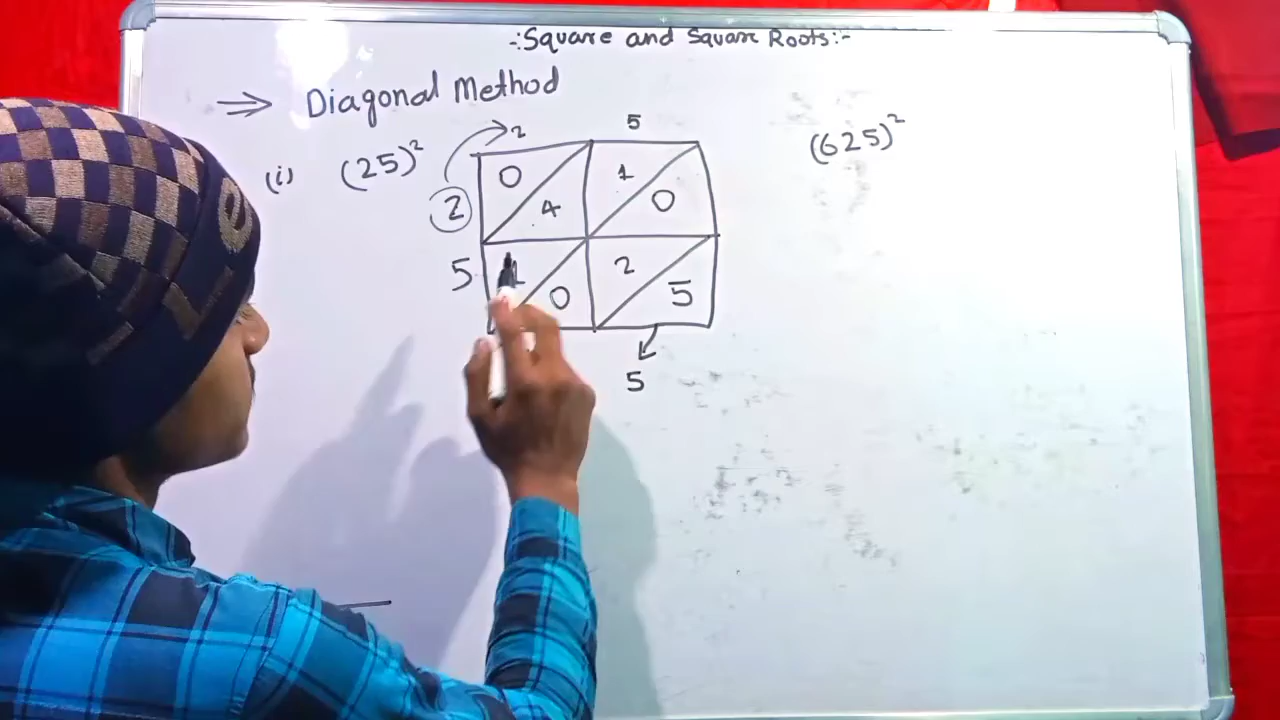 -:Square and Square Roots:-
⇒ Diagonal Method
(i) (25)² 2 5 (625)²
2 0 4 1 0
5 1 0 2 5
5